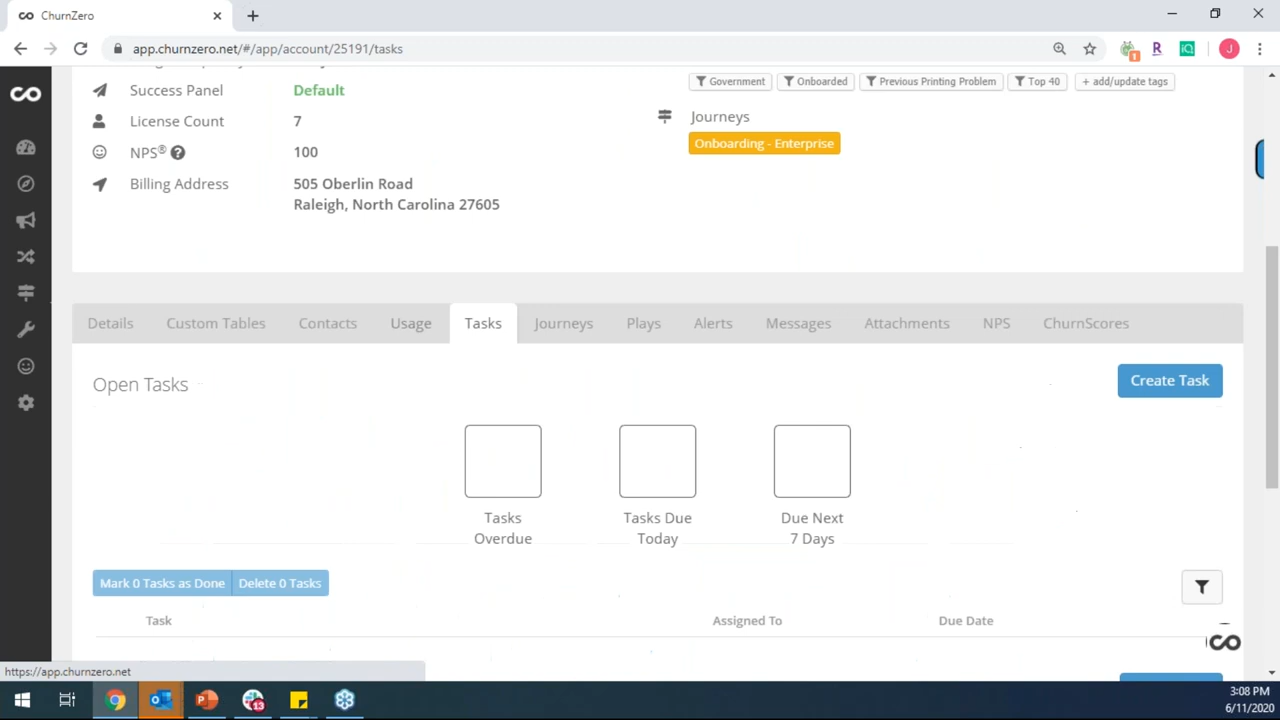 ChurnZero
app.churnzero.net/#/app/account/25191/tasks
Success Panel Default
License Count 7
NPS® 100
Billing Address 505 Oberlin Road
Raleigh, North Carolina 27605
Government Onboarded Previous Printing Problem Top 40 + add/update tags
Journeys
Onboarding - Enterprise
Details Custom Tables Contacts Usage Tasks Journeys Plays Alerts Messages Attachments NPS ChurnScores
Open Tasks Create Task
Tasks Overdue
Tasks Due Today
Due Next 7 Days
Mark 0 Tasks as Done Delete 0 Tasks
Task Assigned To Due Date
https://app.churnzero.net
3:08 PM
6/11/2020
13
1
R
iQ
J